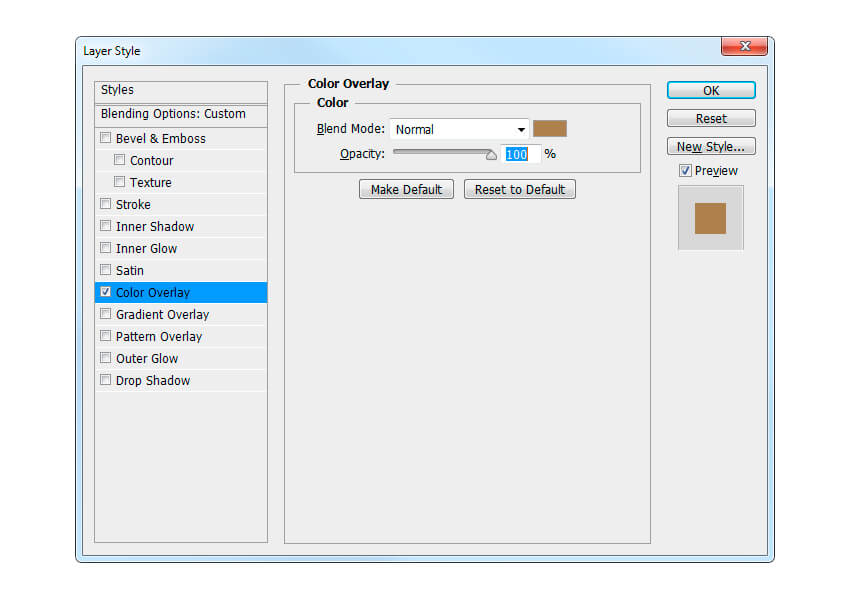 Layer Style
Styles
Blending Options: Custom
Bevel & Emboss
Contour
Texture
Stroke
Inner Shadow
Inner Glow
Satin
Color Overlay
Gradient Overlay
Pattern Overlay
Outer Glow
Drop Shadow
Color Overlay
Color
Blend Mode: Normal
Opacity: 100 %
Make Default Reset to Default
OK
Reset
New Style...
Preview